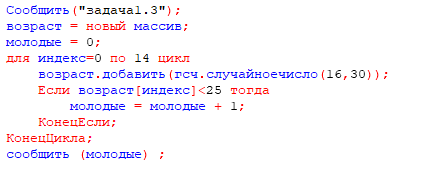 Сообщить("задача1.3");
возраст = новый массив;
молодые = 0;
для индекс=0 по 14 цикл
возраст.добавить(гсч.случайноечисло(16,30));
Если возраст[индекс]<25 тогда
молодые = молодые + 1;
КонецЕсли;
КонецЦикла;
сообщить (молодые) ;